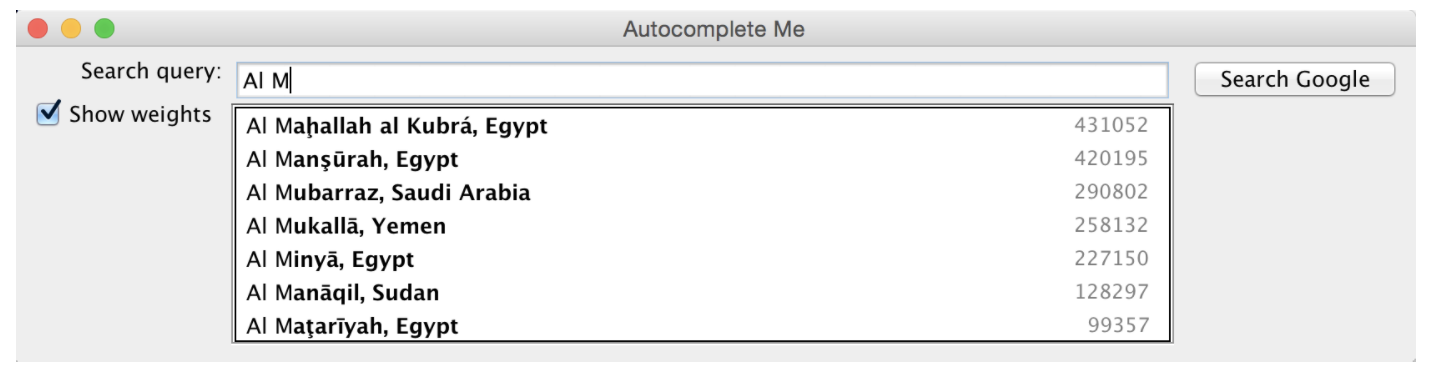 Autocomplete Me
Search query: Al M Search Google
Show weights
Al Maḩallah al Kubrá, Egypt 431052
Al Manşūrah, Egypt 420195
Al Mubarraz, Saudi Arabia 290802
Al Mukallā, Yemen 258132
Al Minyā, Egypt 227150
Al Manāqil, Sudan 128297
Al Maţarīyah, Egypt 99357